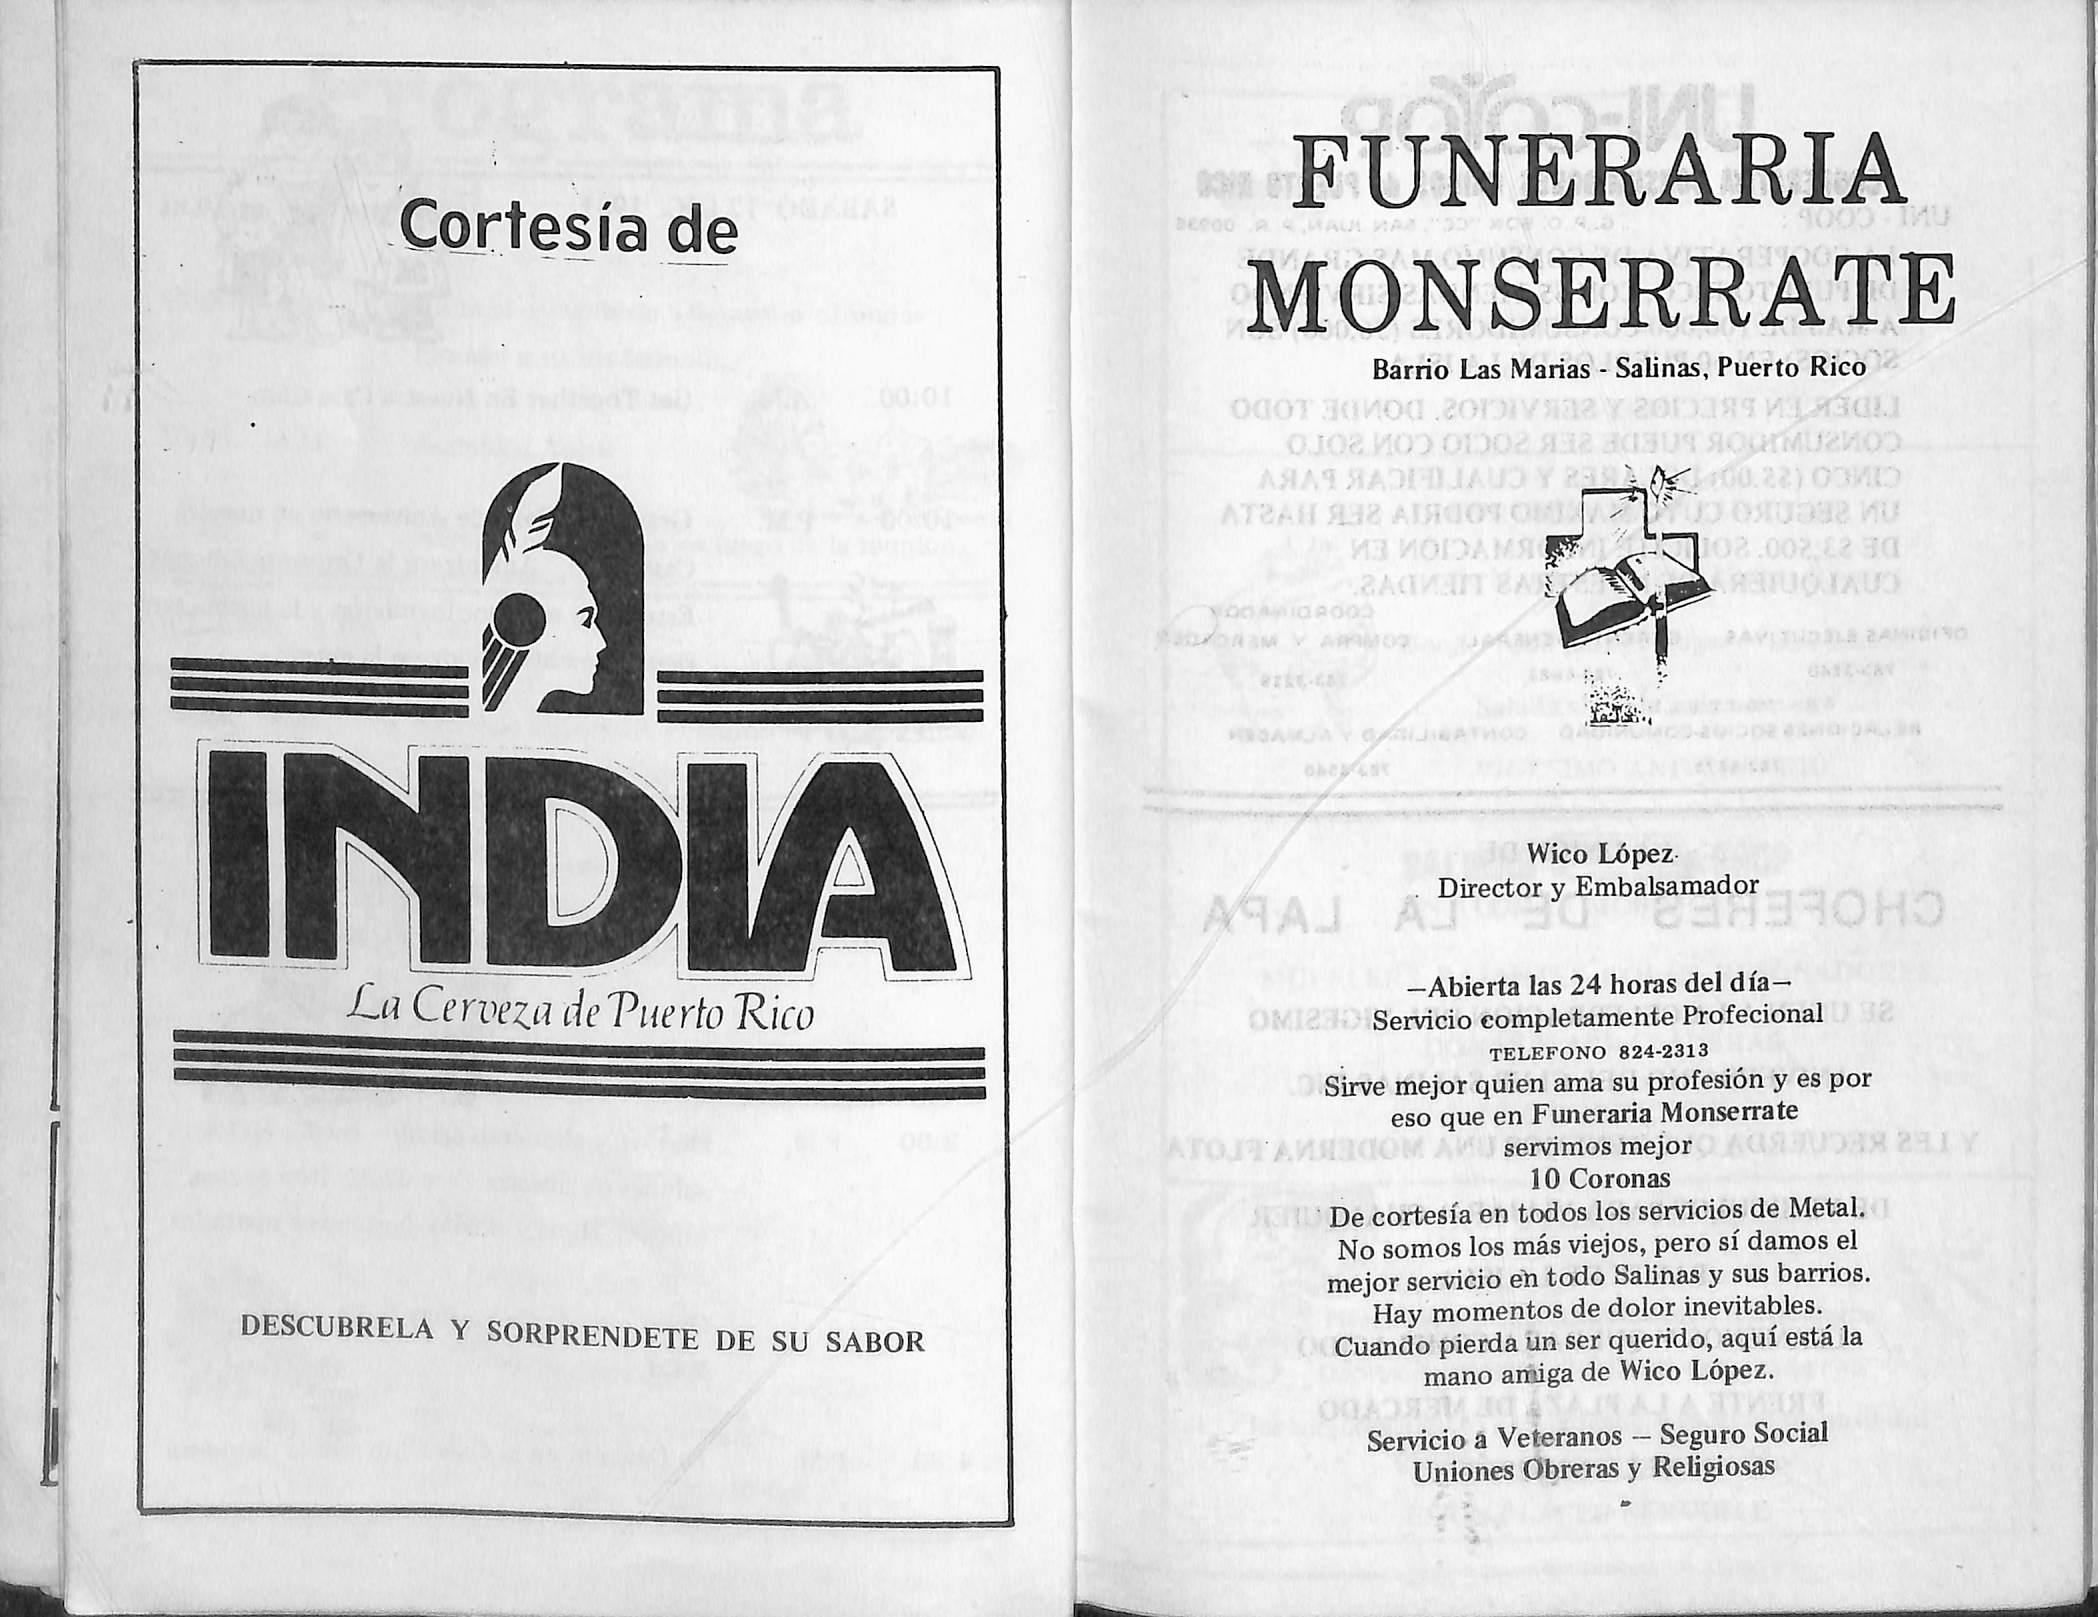 Cortesía de
INDIA
La Cerveza de Puerto Rico
DESCUBRELA Y SORPRENDETE DE SU SABOR
FUNERARIA
MONSERRATE
Barrio Las Marias - Salinas, Puerto Rico
Wico López
Director y Embalsamador
—Abierta las 24 horas del día—
Servicio completamente Profecional
TELEFONO 824-2313
Sirve mejor quien ama su profesión y es por
eso que en Funeraria Monserrate
servimos mejor
10 Coronas
De cortesía en todos los servicios de Metal.
No somos los más viejos, pero sí damos el
mejor servicio en todo Salinas y sus barrios.
Hay momentos de dolor inevitables.
Cuando pierda un ser querido, aquí está la
mano amiga de Wico López.
Servicio a Veteranos — Seguro Social
Uniones Obreras y Religiosas